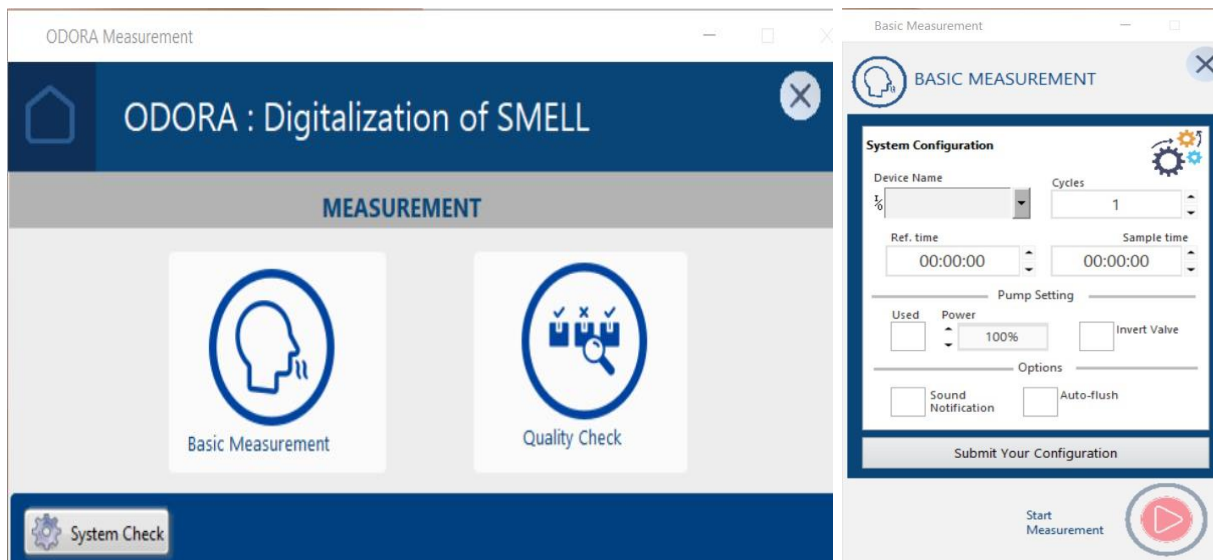 ODORA Measurement
ODORA : Digitalization of SMELL
MEASUREMENT
Basic Measurement
Quality Check
System Check
Basic Measurement
BASIC MEASUREMENT
System Configuration
Device Name
Cycles
I/O
1
Ref. time
Sample time
00:00:00
00:00:00
Pump Setting
Used
Power
100%
Invert Valve
Options
Sound
Notification
Auto-flush
Submit Your Configuration
Start
Measurement